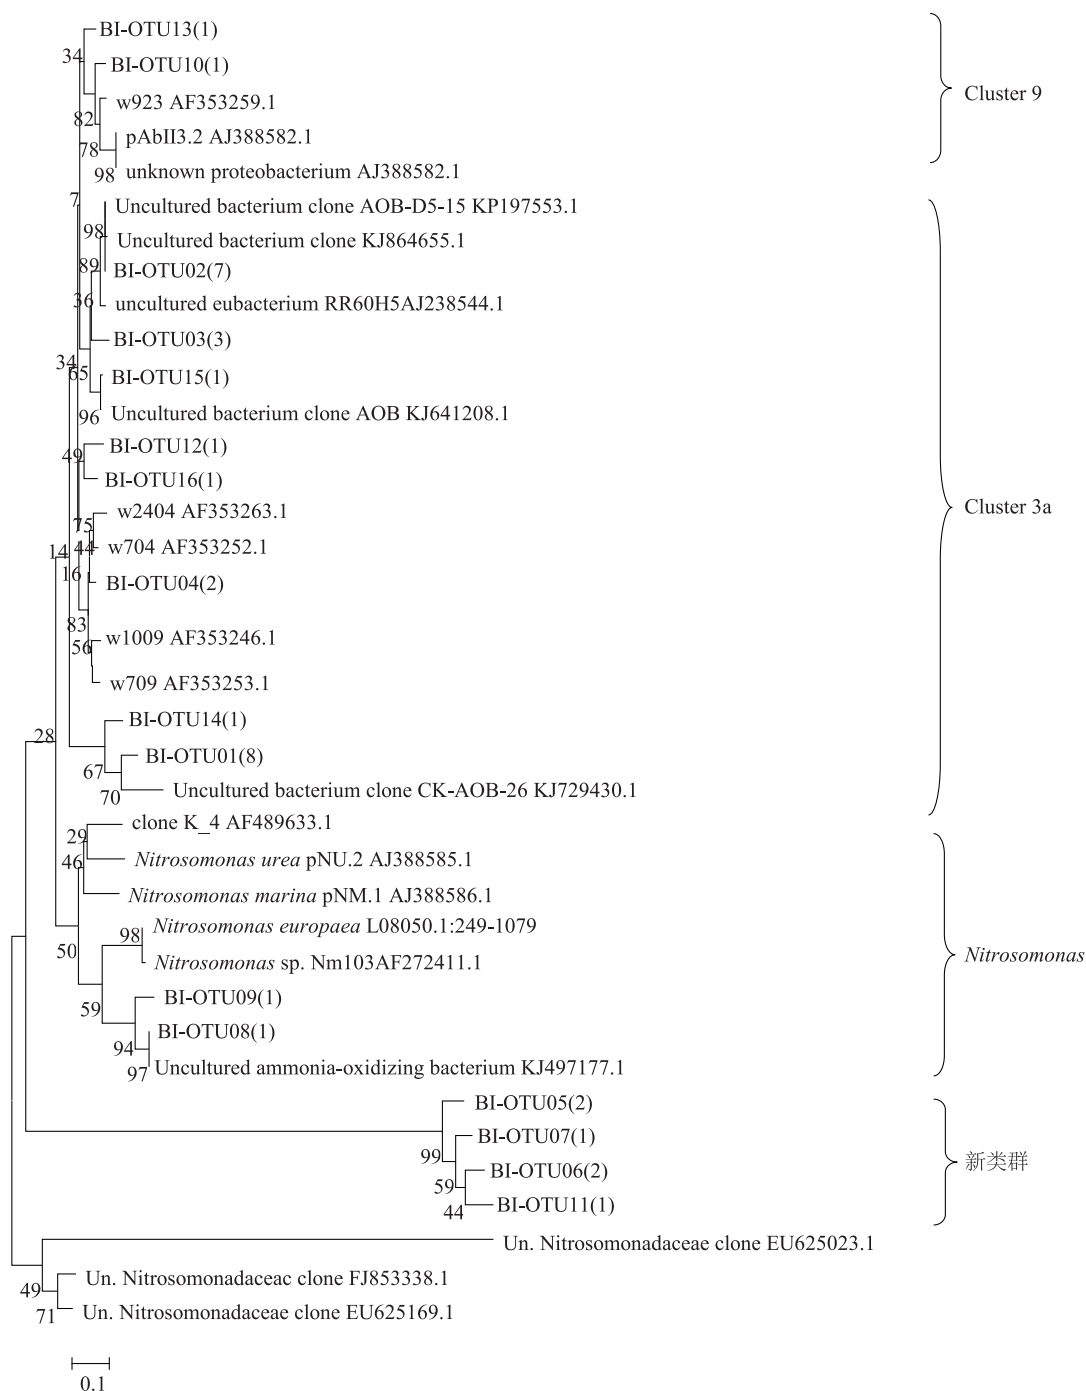 BI-OTU13(1)
34
BI-OTU10(1)
Cluster 9
w923 AF353259.1
82
pAbII3.2 AJ388582.1
78
98
unknown proteobacterium AJ388582.1
7
Uncultured bacterium clone AOB-D5-15 KP197553.1
98
Uncultured bacterium clone KJ864655.1
89
BI-OTU02(7)
36
uncultured eubacterium RR60H5AJ238544.1
BI-OTU03(3)
34
65
BI-OTU15(1)
96
Uncultured bacterium clone AOB KJ641208.1
BI-OTU12(1)
49
BI-OTU16(1)
Cluster 3a
w2404 AF353263.1
75
14
44
w704 AF353252.1
16
BI-OTU04(2)
83
w1009 AF353246.1
56
w709 AF353253.1
BI-OTU14(1)
28
BI-OTU01(8)
67
70
Uncultured bacterium clone CK-AOB-26 KJ729430.1
clone K_4 AF489633.1
29
46
Nitrosomonas urea pNU.2 AJ388585.1
Nitrosomonas marina pNM.1 AJ388586.1
Nitrosomonas europaea L08050.1:249-1079
98
50
Nitrosomonas
Nitrosomonas sp. Nm103AF272411.1
BI-OTU09(1)
59
BI-OTU08(1)
94
97
Uncultured ammonia-oxidizing bacterium KJ497177.1
BI-OTU05(2)
BI-OTU07(1)
99
新类群
BI-OTU06(2)
59
BI-OTU11(1)
44
Un. Nitrosomonadaceae clone EU625023.1
Un. Nitrosomonadaceac clone FJ853338.1
49
71
Un. Nitrosomonadaceae clone EU625169.1
0.1